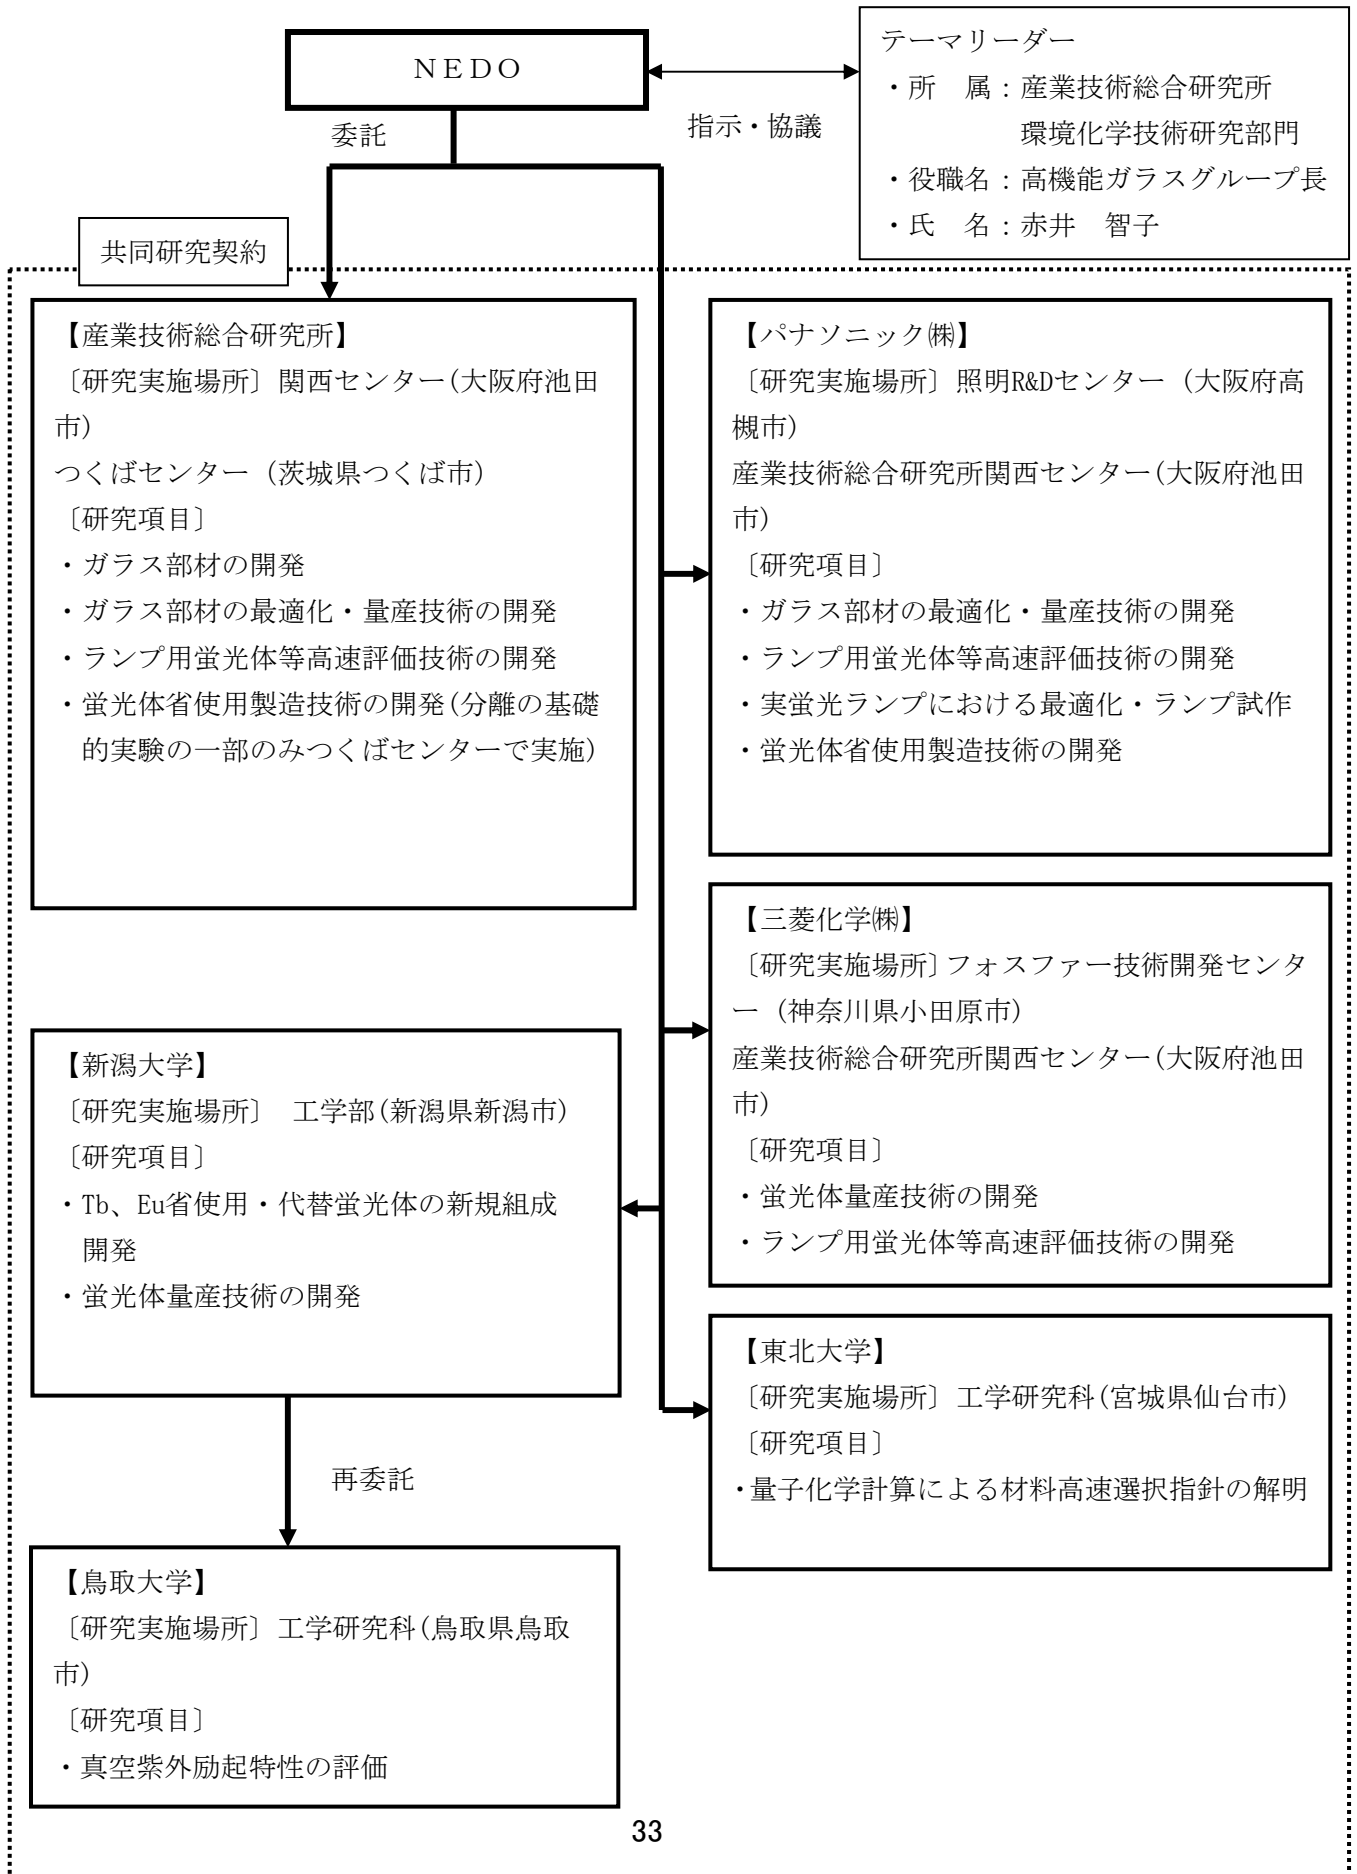 NEDO
委託
指示・協議
テーマリーダー
・所　属：産業技術総合研究所
環境化学技術研究部門
・役職名：高機能ガラスグループ長
・氏　名：赤井　智子
共同研究契約
【産業技術総合研究所】
〔研究実施場所〕関西センター(大阪府池田
市)
つくばセンター（茨城県つくば市）
〔研究項目〕
・ガラス部材の開発
・ガラス部材の最適化・量産技術の開発
・ランプ用蛍光体等高速評価技術の開発
・蛍光体省使用製造技術の開発(分離の基礎
的実験の一部のみつくばセンターで実施)
【パナソニック㈱】
〔研究実施場所〕照明R&Dセンター（大阪府高
槻市）
産業技術総合研究所関西センター(大阪府池田
市)
〔研究項目〕
・ガラス部材の最適化・量産技術の開発
・ランプ用蛍光体等高速評価技術の開発
・実蛍光ランプにおける最適化・ランプ試作
・蛍光体省使用製造技術の開発
【三菱化学㈱】
〔研究実施場所〕フォスファー技術開発センタ
ー（神奈川県小田原市）
産業技術総合研究所関西センター(大阪府池田
市)
〔研究項目〕
・蛍光体量産技術の開発
・ランプ用蛍光体等高速評価技術の開発
【新潟大学】
〔研究実施場所〕　工学部(新潟県新潟市)
〔研究項目〕
・Tb、Eu省使用・代替蛍光体の新規組成
開発
・蛍光体量産技術の開発
【東北大学】
〔研究実施場所〕工学研究科(宮城県仙台市)
〔研究項目〕
・量子化学計算による材料高速選択指針の解明
再委託
【鳥取大学】
〔研究実施場所〕工学研究科(鳥取県鳥取
市)
〔研究項目〕
・真空紫外励起特性の評価
33